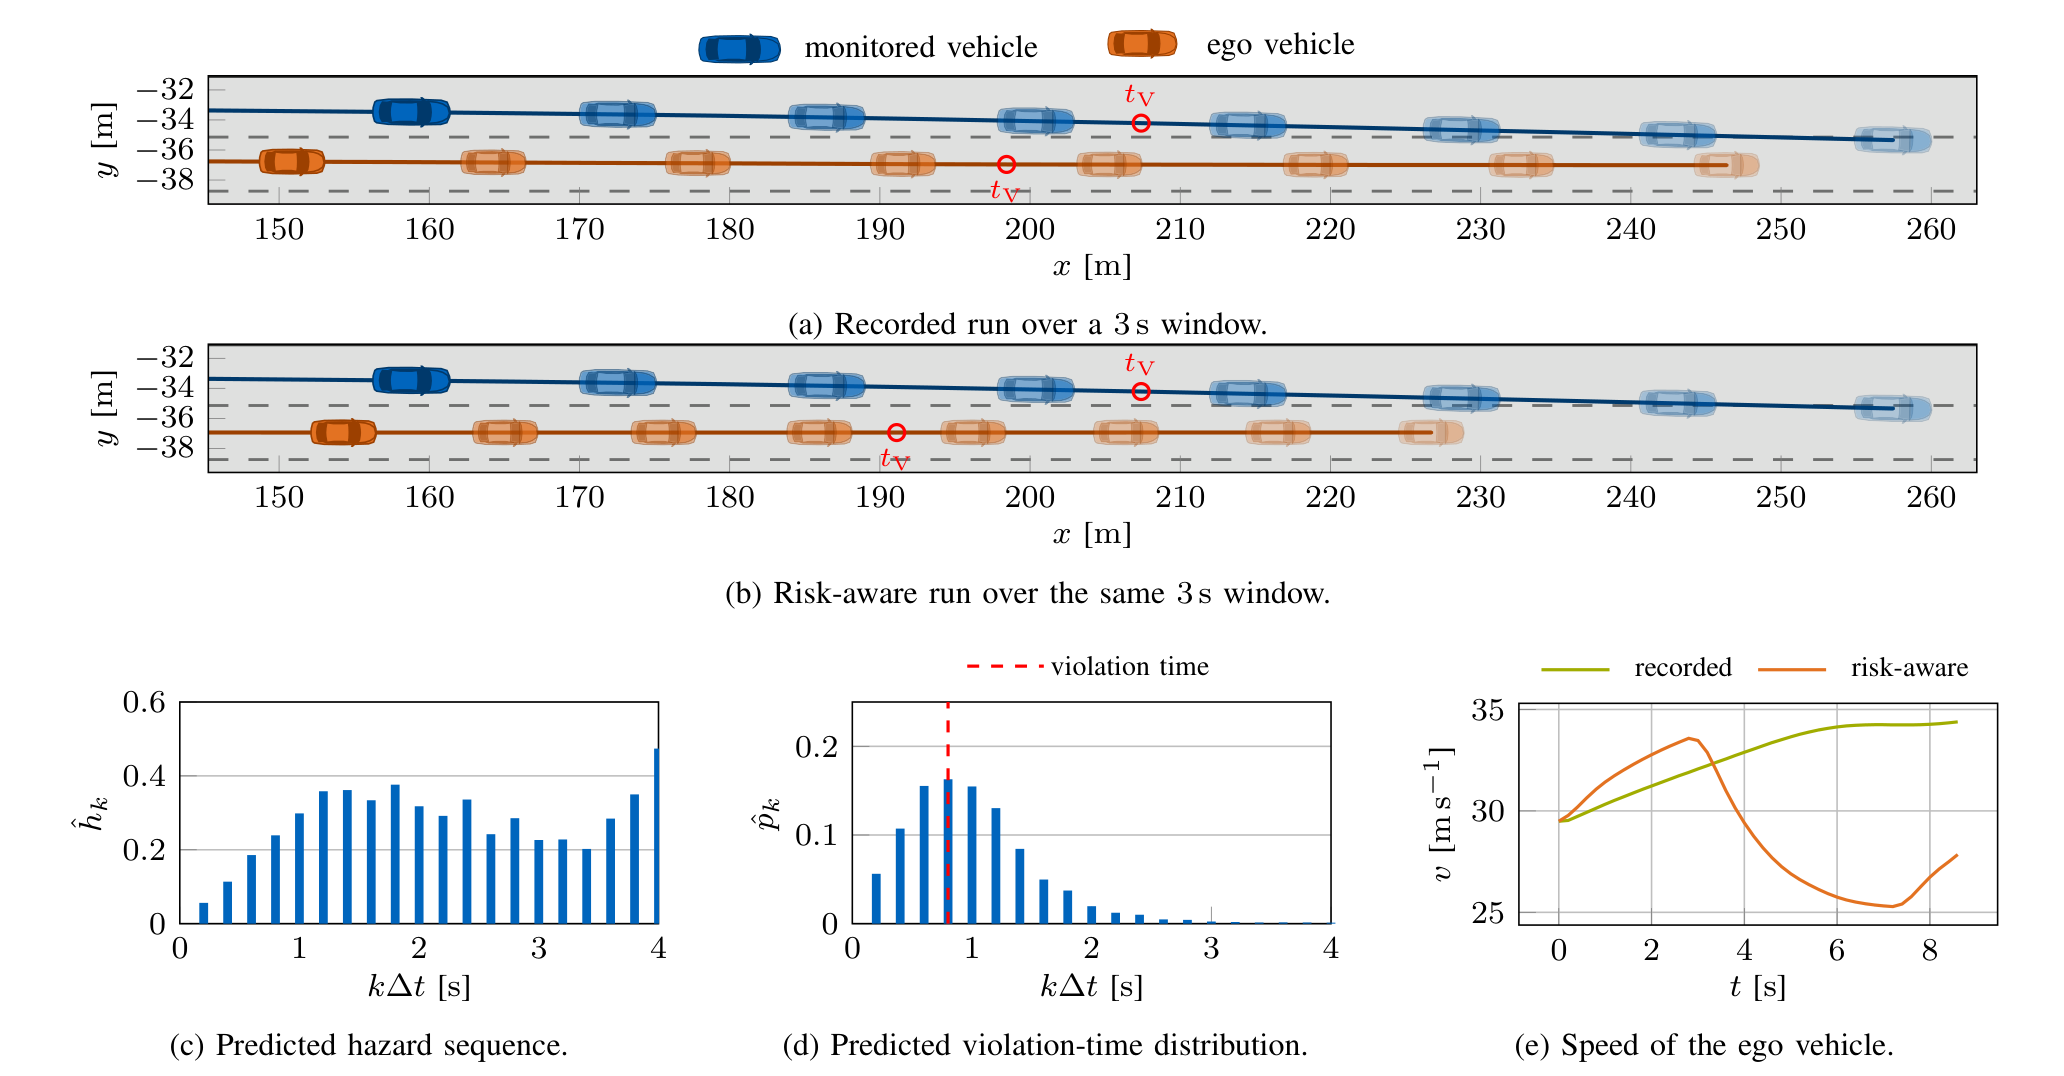 monitored vehicle ego vehicle
−32
−34
−36
−38
y [m]
t_V
t_V
150 160 170 180 190 200 210 220 230 240 250 260
x [m]
(a) Recorded run over a 3 s window.
−32
−34
−36
−38
y [m]
t_V
t_V
150 160 170 180 190 200 210 220 230 240 250 260
x [m]
(b) Risk-aware run over the same 3 s window.
0.6
0.4
0.2
0
ĥ_k
0 1 2 3 4
kΔt [s]
(c) Predicted hazard sequence.
violation time
0.2
0.1
0
p̂_k
0 1 2 3 4
kΔt [s]
(d) Predicted violation-time distribution.
recorded risk-aware
35
30
25
v [m s⁻¹]
0 2 4 6 8
t [s]
(e) Speed of the ego vehicle.